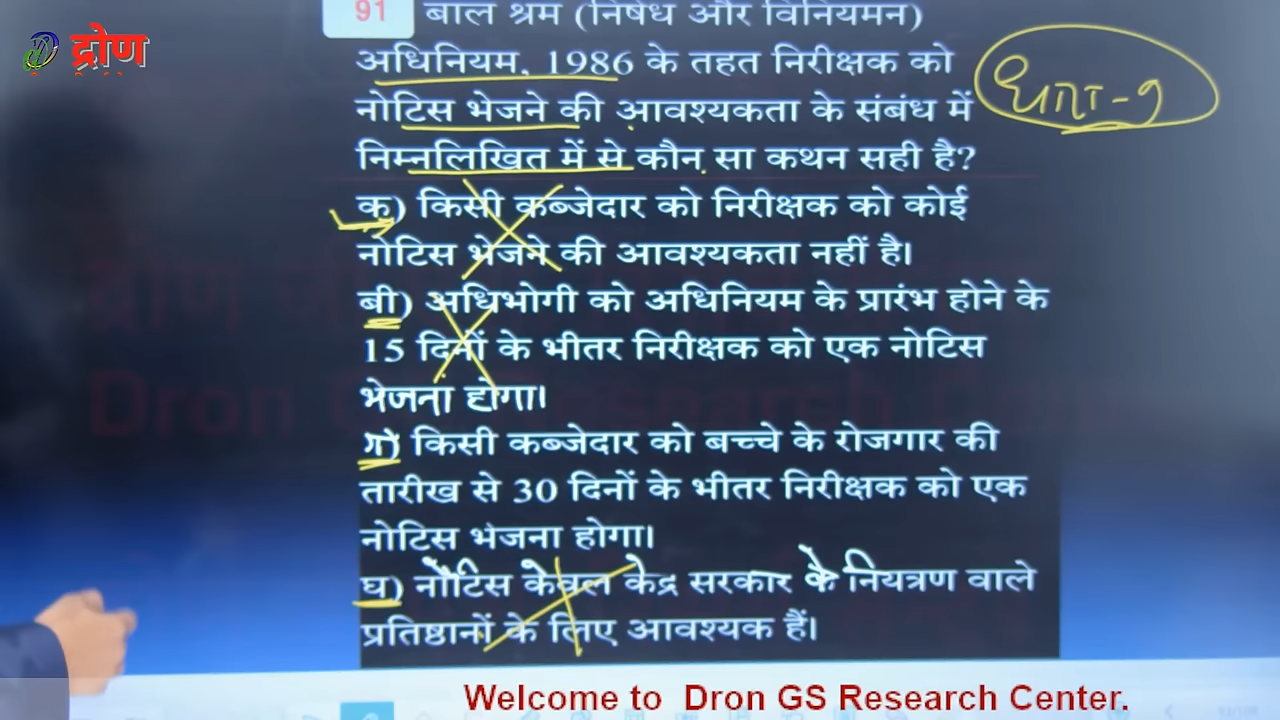 द्रोण
91 बाल श्रम (निषेध और विनियमन)
अधिनियम, 1986 के तहत निरीक्षक को
नोटिस भेजने की आवश्यकता के संबंध में
निम्नलिखित में से कौन सा कथन सही है?
धारा-9
क) किसी कब्जेदार को निरीक्षक को कोई
नोटिस भेजने की आवश्यकता नहीं है।
बी) अधिभोगी को अधिनियम के प्रारंभ होने के
15 दिनों के भीतर निरीक्षक को एक नोटिस
भेजना होगा।
ग) किसी कब्जेदार को बच्चे के रोजगार की
तारीख से 30 दिनों के भीतर निरीक्षक को एक
नोटिस भेजना होगा।
घ) नोटिस केवल केंद्र सरकार के नियंत्रण वाले
प्रतिष्ठानों के लिए आवश्यक हैं।
Welcome to Dron GS Research Center.